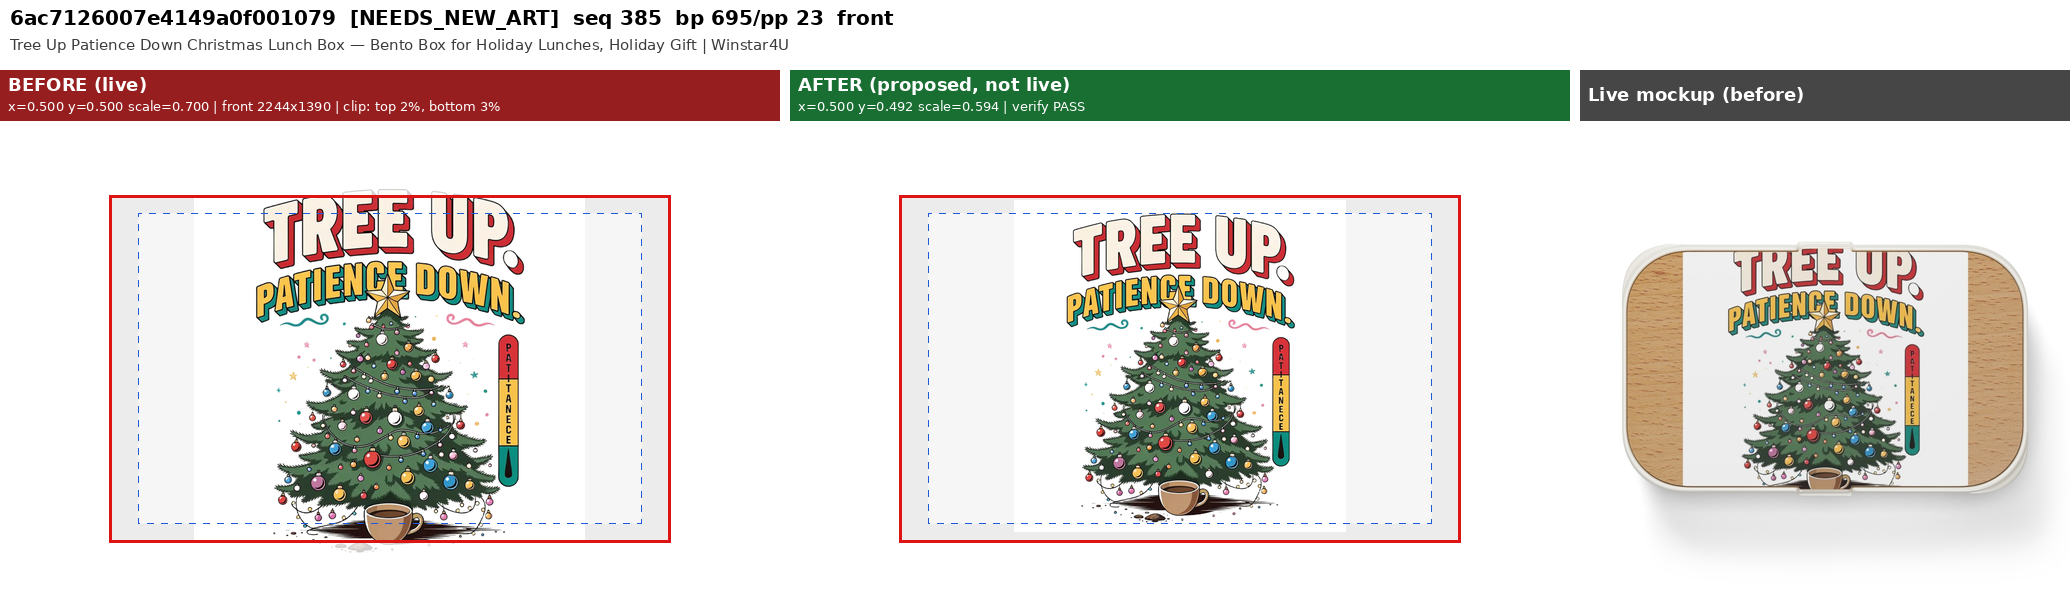 6ac7126007e4149a0f001079 [NEEDS_NEW_ART] seq 385 bp 695/pp 23 front
Tree Up Patience Down Christmas Lunch Box — Bento Box for Holiday Lunches, Holiday Gift | Winstar4U
BEFORE (live)
x=0.500 y=0.500 scale=0.700 | front 2244x1390 | clip: top 2%, bottom 3%
TREE UP.
PATIENCE DOWN.
PATITANECE
AFTER (proposed, not live)
x=0.500 y=0.492 scale=0.594 | verify PASS
TREE UP.
PATIENCE DOWN.
PATITANECE
Live mockup (before)
TREE UP.
PATIENCE DOWN.
PATITANECE